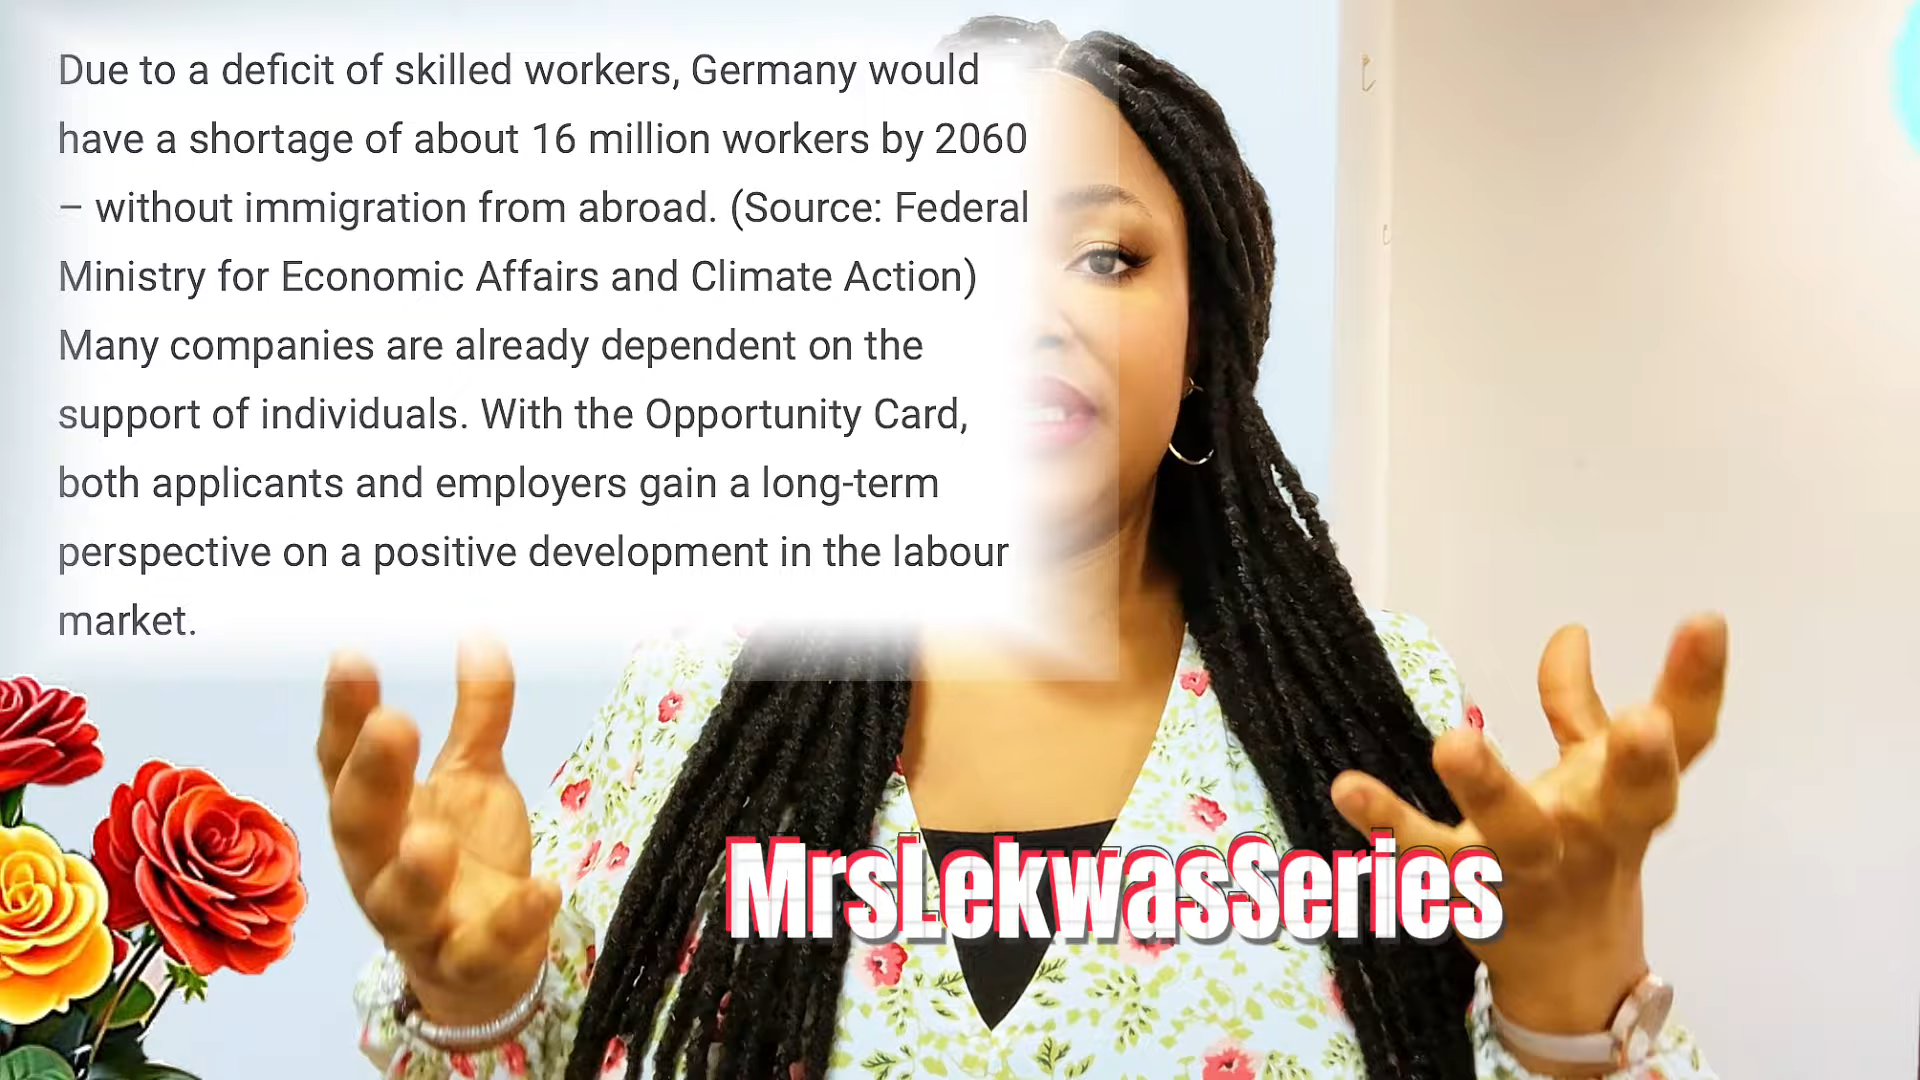 Due to a deficit of skilled workers, Germany would
have a shortage of about 16 million workers by 2060
– without immigration from abroad. (Source: Federal
Ministry for Economic Affairs and Climate Action)
Many companies are already dependent on the
support of individuals. With the Opportunity Card,
both applicants and employers gain a long-term
perspective on a positive development in the labour
market.
MrsLekwasSeries